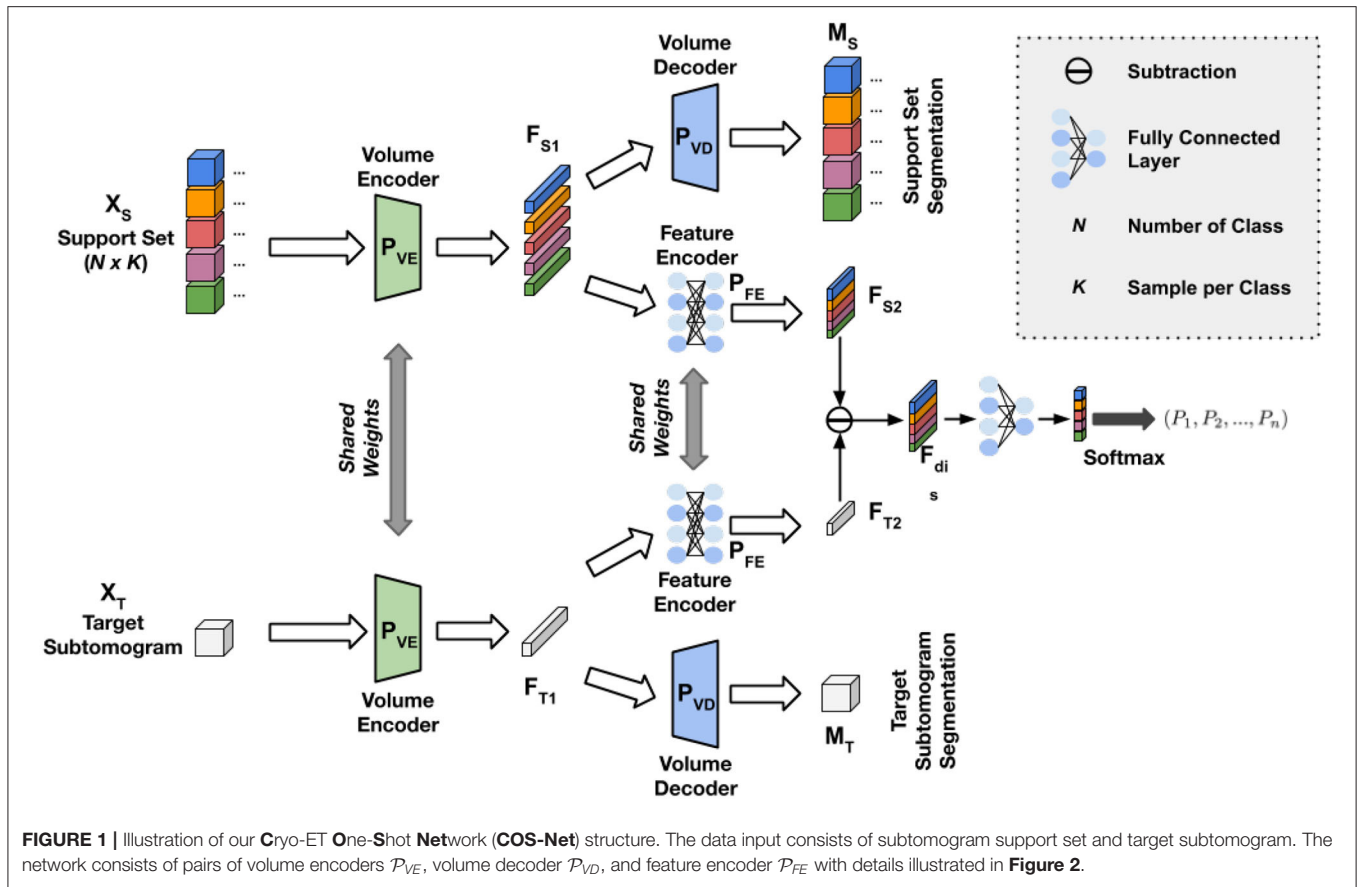 X_S
Support Set
(N x K)
...
...
...
...
...
Volume
Encoder
P_VE
F_S1
Volume
Decoder
P_VD
M_S
...
...
...
...
...
Support Set
Segmentation
Feature
Encoder
P_FE
F_S2
Shared
Weights
Shared
Weights
F_dis
Softmax
(P_1, P_2, ..., P_n)
X_T
Target
Subtomogram
P_VE
Volume
Encoder
F_T1
P_FE
Feature
Encoder
F_T2
P_VD
Volume
Decoder
M_T
Target
Subtomogram
Segmentation
Subtraction
Fully Connected
Layer
N Number of Class
K Sample per Class
FIGURE 1 | Illustration of our Cryo-ET One-Shot Network (COS-Net) structure. The data input consists of subtomogram support set and target subtomogram. The
network consists of pairs of volume encoders P_VE, volume decoder P_VD, and feature encoder P_FE with details illustrated in Figure 2.